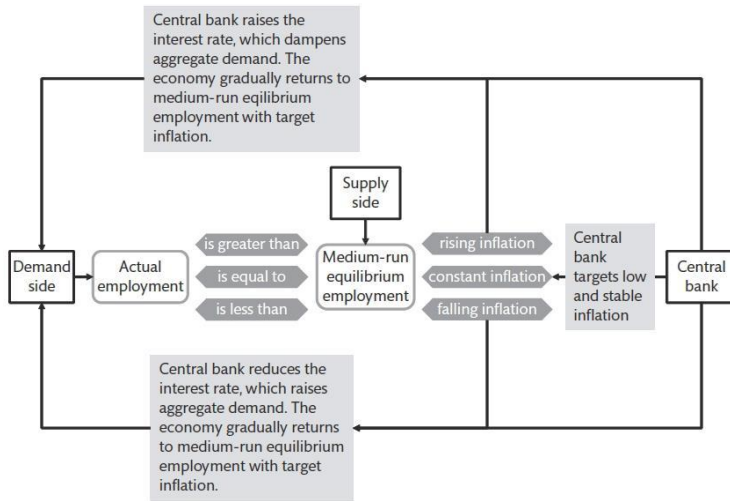 Central bank raises the
interest rate, which dampens
aggregate demand. The
economy gradually returns to
medium-run eqilibrium
employment with target
inflation.
Supply
side
Demand
side
Actual
employment
is greater than
is equal to
is less than
Medium-run
equilibrium
employment
rising inflation
constant inflation
falling inflation
Central
bank
targets low
and stable
inflation
Central
bank
Central bank reduces the
interest rate, which raises
aggregate demand. The
economy gradually returns
to medium-run equilibrium
employment with target
inflation.